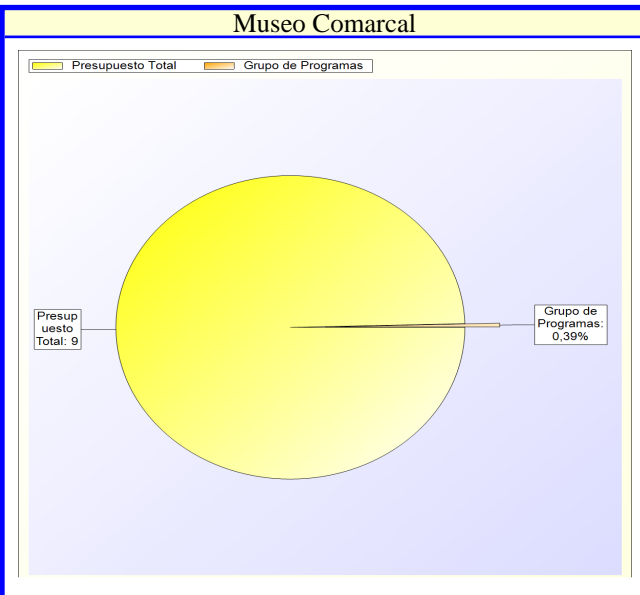 Museo Comarcal
Presupuesto Total Grupo de Programas
Presup
uesto
Total: 9
Grupo de
Programas:
0,39%